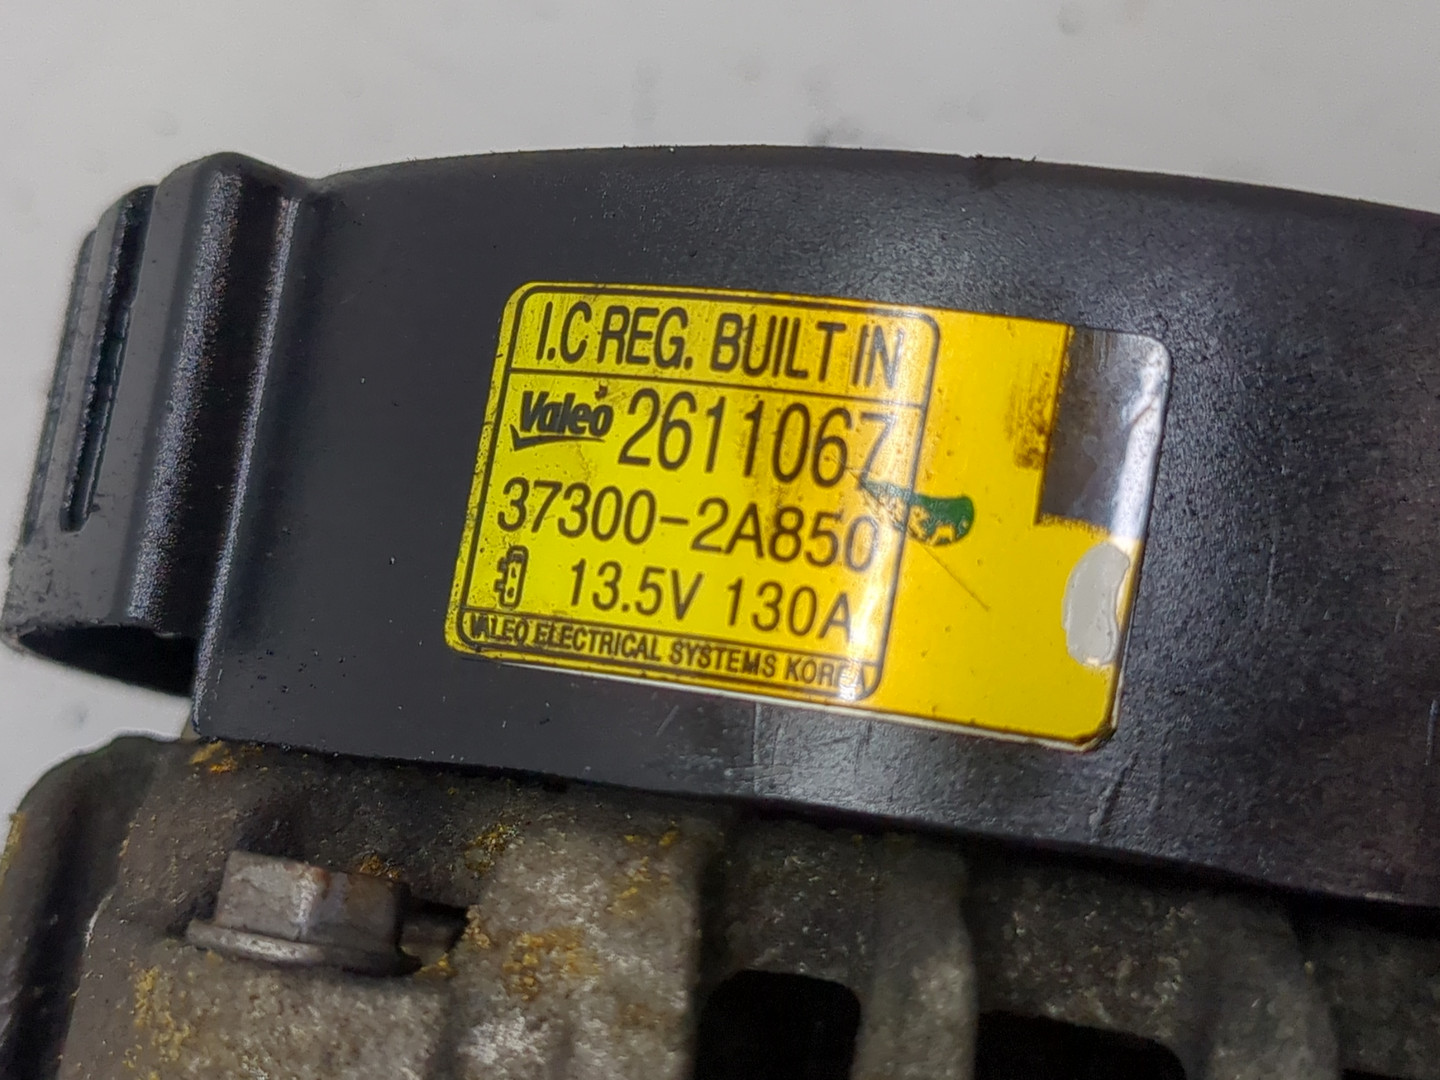 I.C REG. BUILT IN
Valeo 2611067
37300-2A850
13.5V 130A
VALEO ELECTRICAL SYSTEMS KOREA